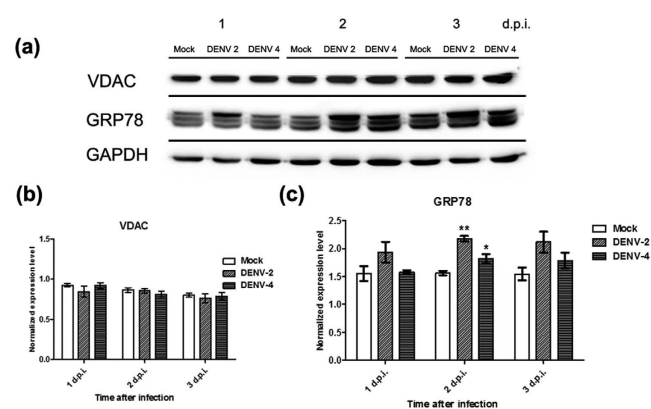 (a)
1 2 3 d.p.i.
Mock DENV 2 DENV 4 Mock DENV 2 DENV 4 Mock DENV 2 DENV 4
VDAC
GRP78
GAPDH
(b)
VDAC
Normalized expression level
1.5
1.0
0.5
0.0
1 d.p.i.
2 d.p.i.
3 d.p.i.
Time after infection
Mock
DENV-2
DENV-4
(c)
GRP78
Normalized expression level
2.5
2.0
1.5
1.0
0.5
0.0
**
*
1 d.p.i.
2 d.p.i.
3 d.p.i.
Time after infection
Mock
DENV-2
DENV-4